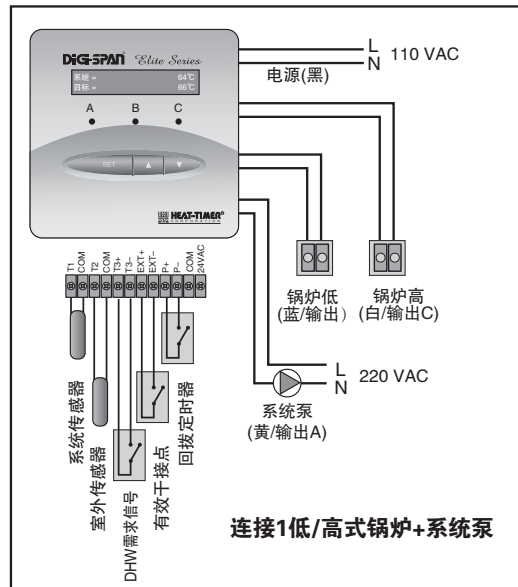 DIGI-SPAN Elite Series
系统 = 64℃
目标 = 66℃
A B C
SET ▲ ▼
HEAT-TIMER®
CORPORATION
L
N
110 VAC
电源(黑)
锅炉低
(蓝/输出)
锅炉高
(白/输出C)
L
N
220 VAC
系统泵
(黄/输出A)
T1 COM T2 COM T3+ T3- EXT+ EXT- P+ P- COM 24VAC
系统传感器
室外传感器
DHW需求信号
有效干接点
回拨定时器
连接1低/高式锅炉+系统泵